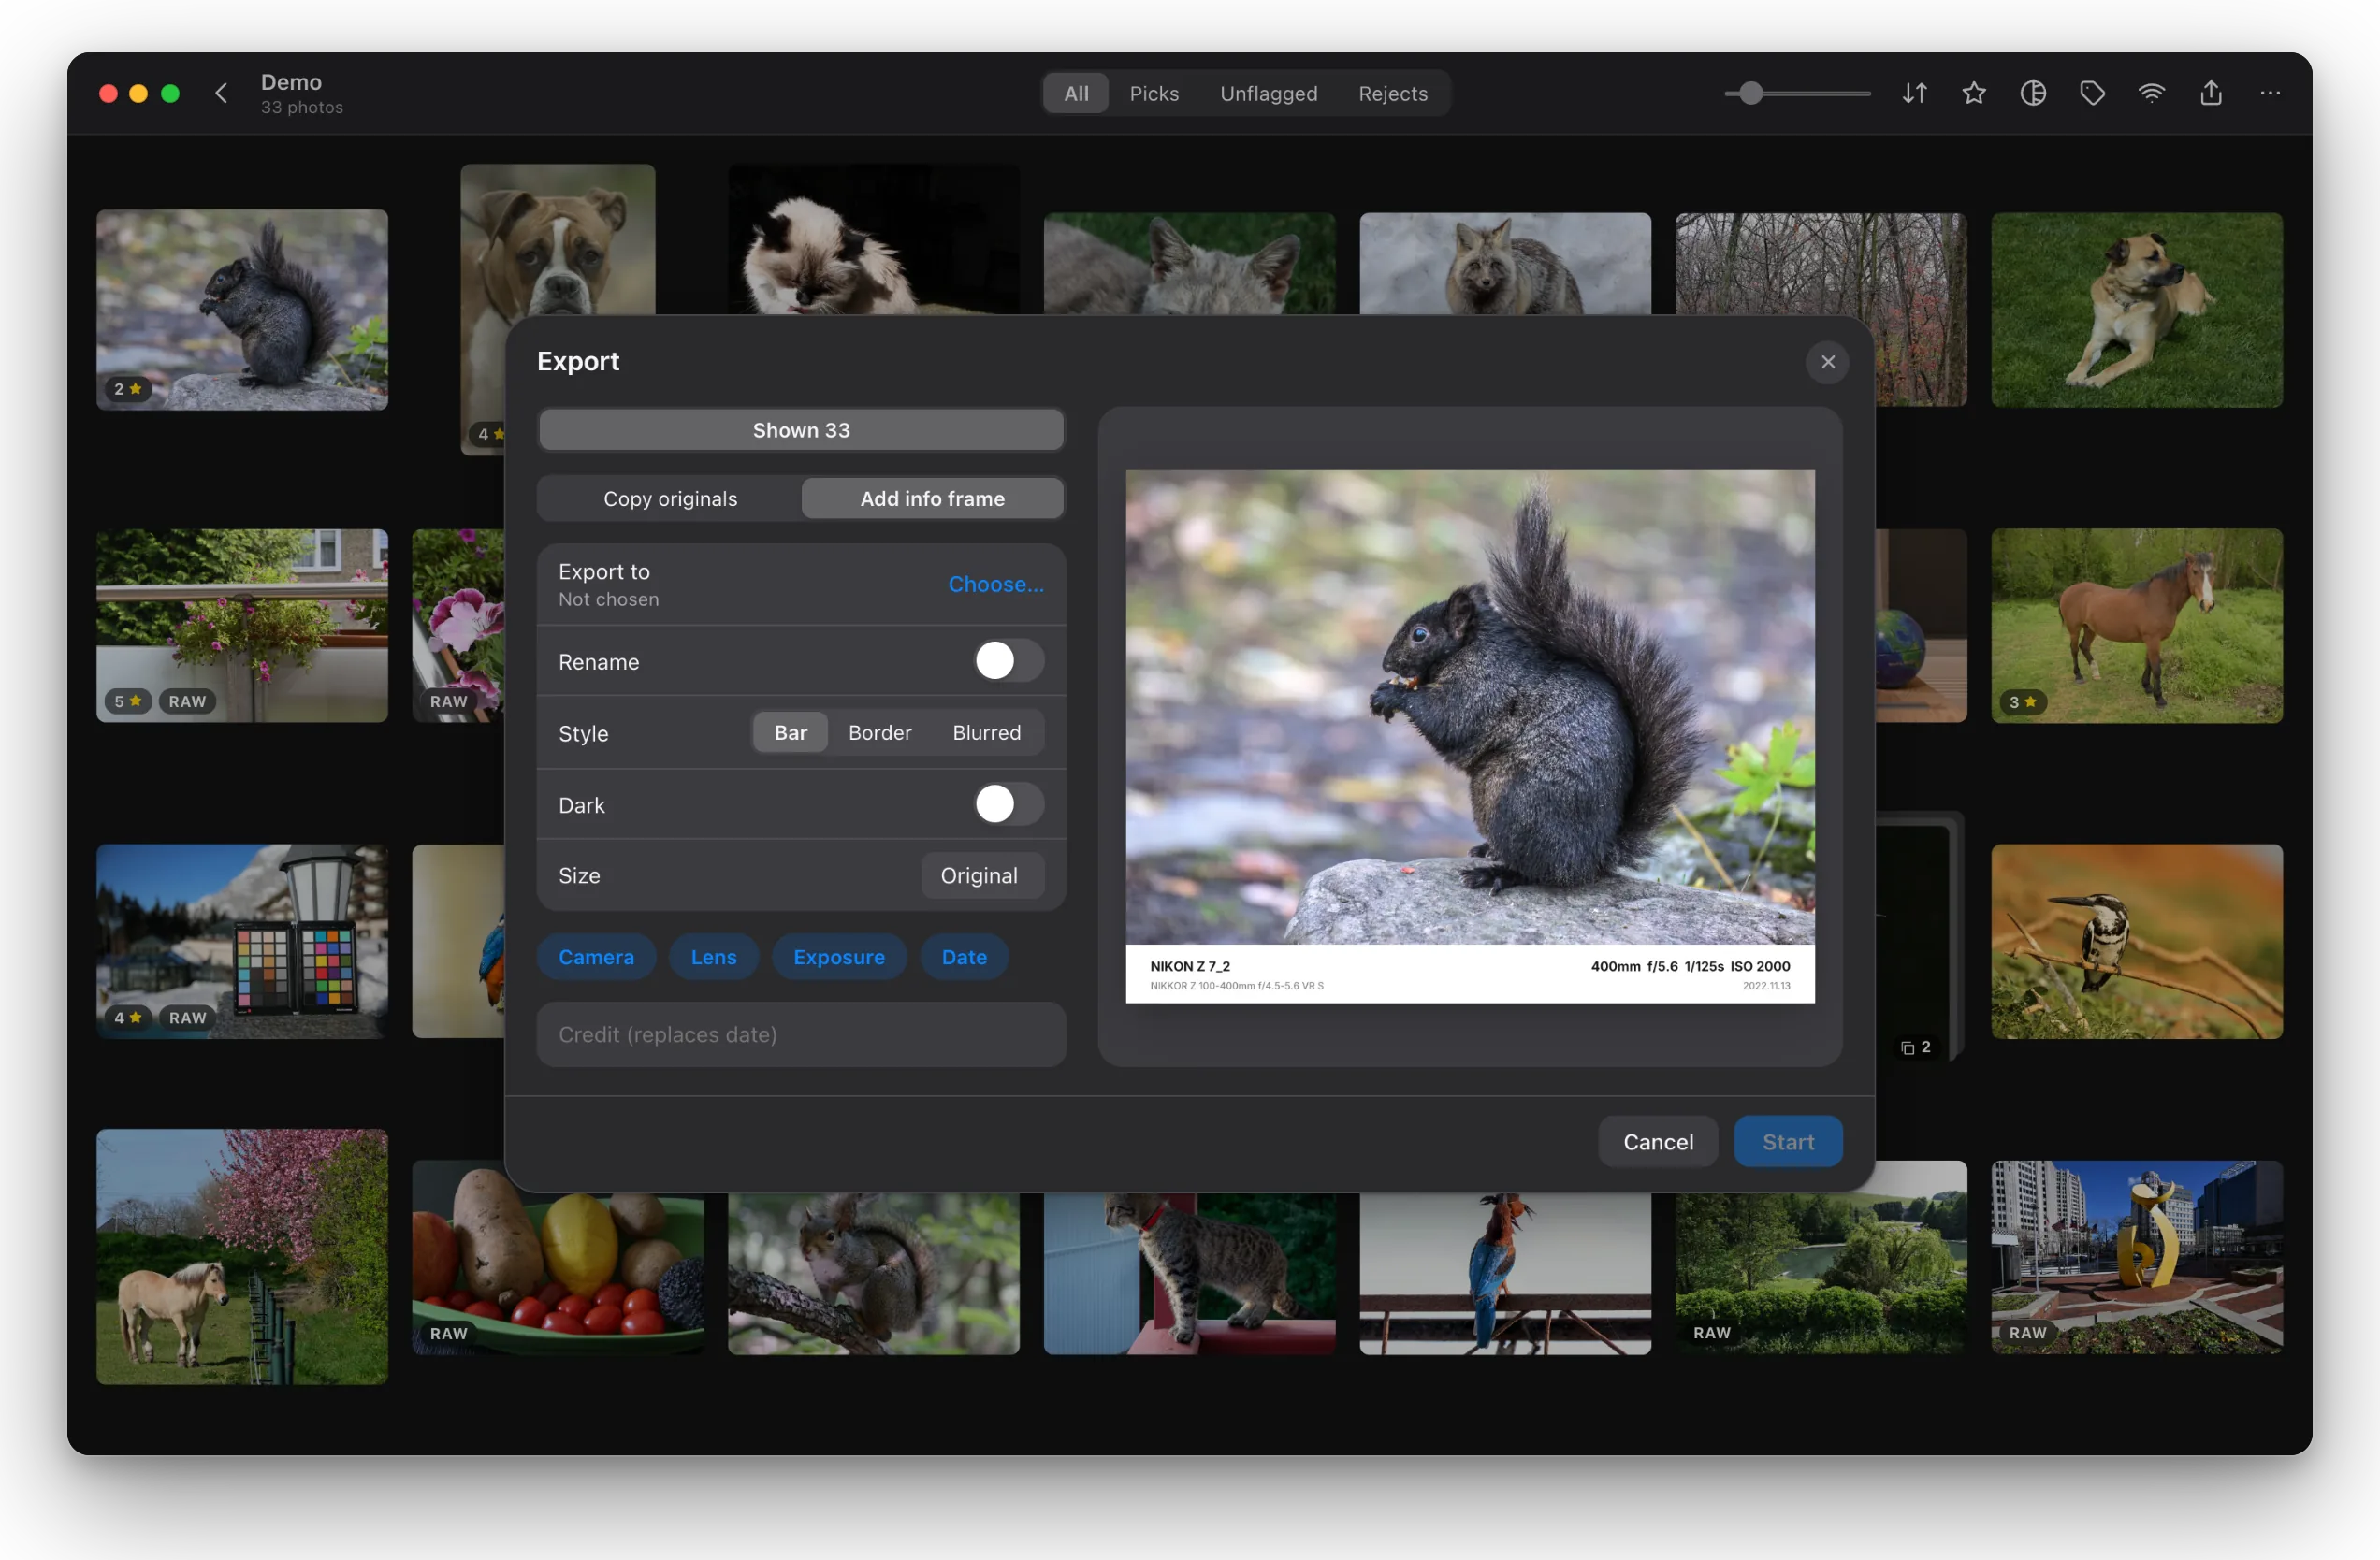 Demo
33 photos
All Picks Unflagged Rejects
2
4
Export
Shown 33
Copy originals Add info frame
Export to
Not chosen
Choose...
Rename
Style Bar Border Blurred
Dark
Size Original
Camera Lens Exposure Date
Credit (replaces date)
NIKON Z 7_2
NIKKOR Z 100-400mm f/4.5-5.6 VR S
400mm f/5.6 1/125s ISO 2000
2022.11.13
Cancel Start
5 RAW
RAW
3
4 RAW
2
RAW
RAW
RAW